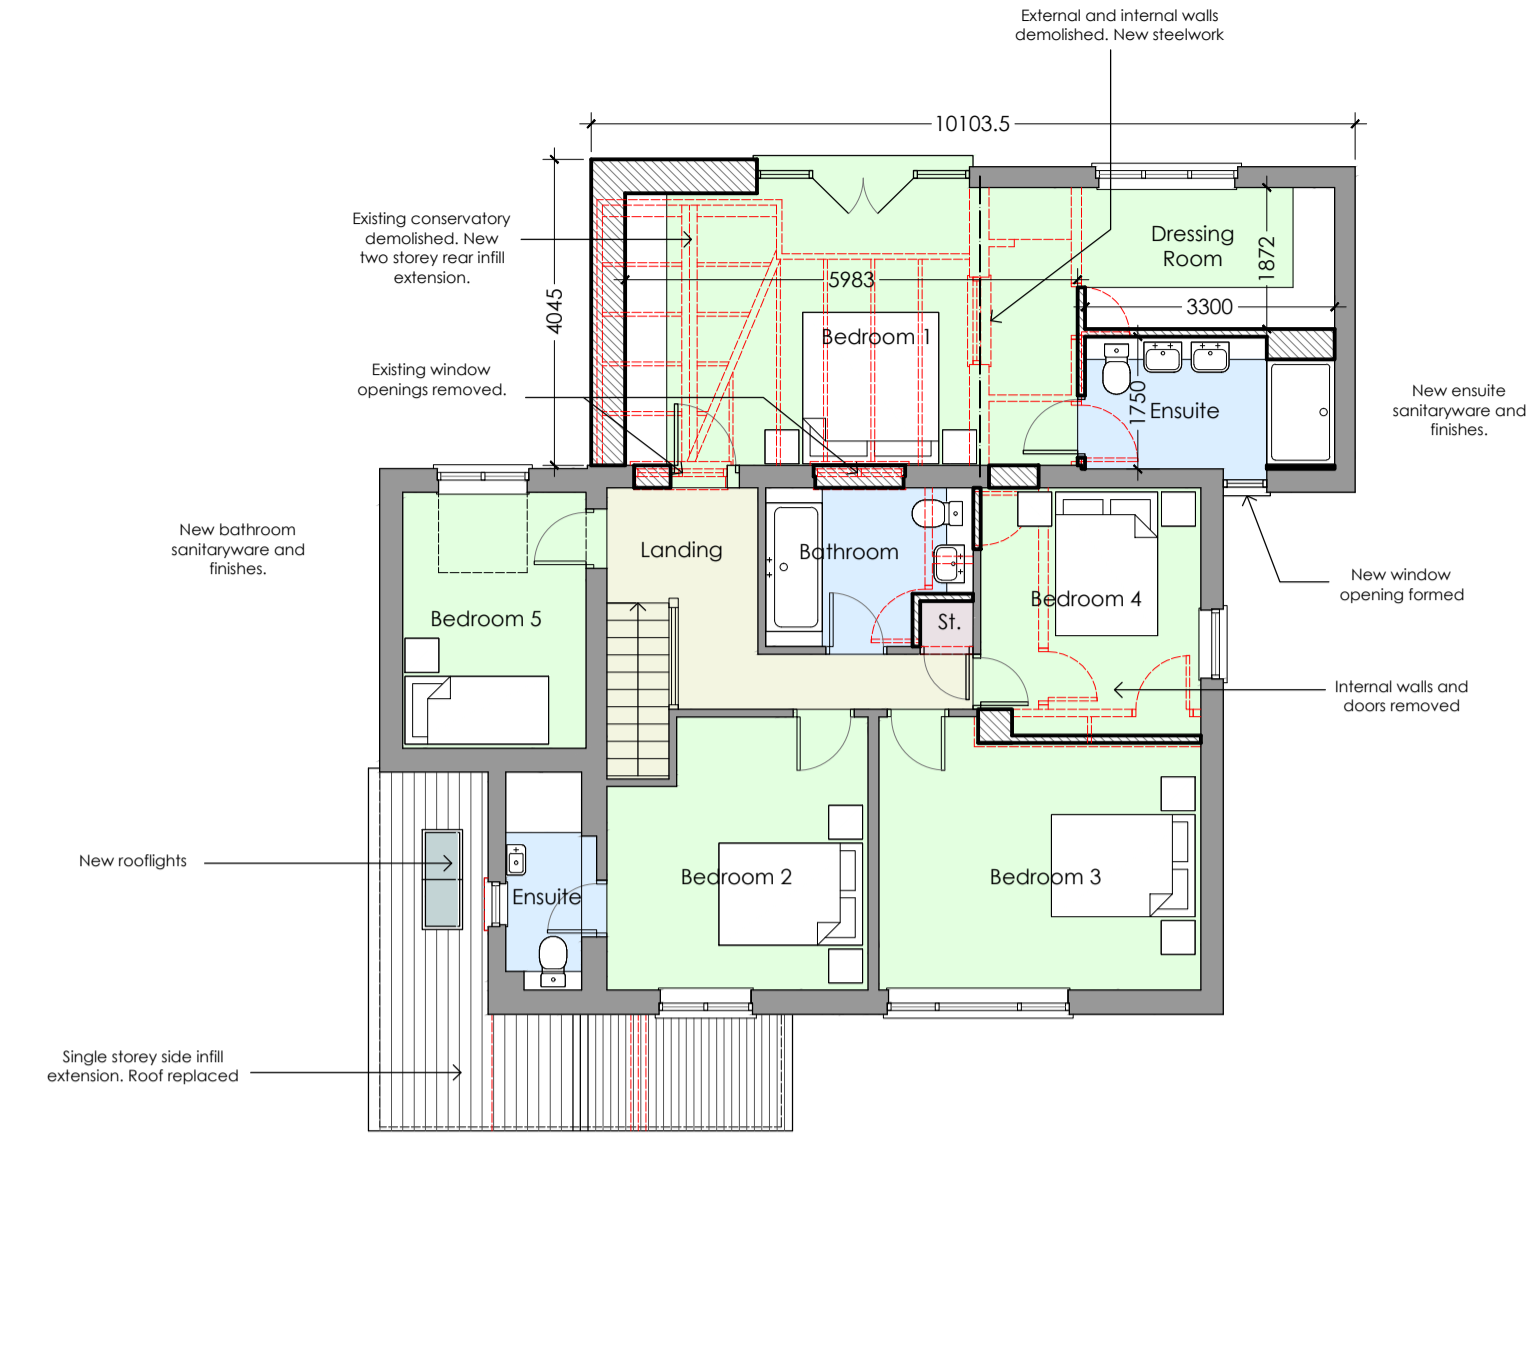 External and internal walls
demolished. New steelwork
10103.5
Existing conservatory
demolished. New
two storey rear infill
extension.
4045
5983
Dressing
Room
1872
3300
Bedroom 1
Existing window
openings removed.
1750
Ensuite
New ensuite
sanitaryware and
finishes.
New bathroom
sanitaryware and
finishes.
Landing
Bathroom
Bedroom 4
New window
opening formed
Bedroom 5
St.
Internal walls and
doors removed
New rooflights
Ensuite
Bedroom 2
Bedroom 3
Single storey side infill
extension. Roof replaced